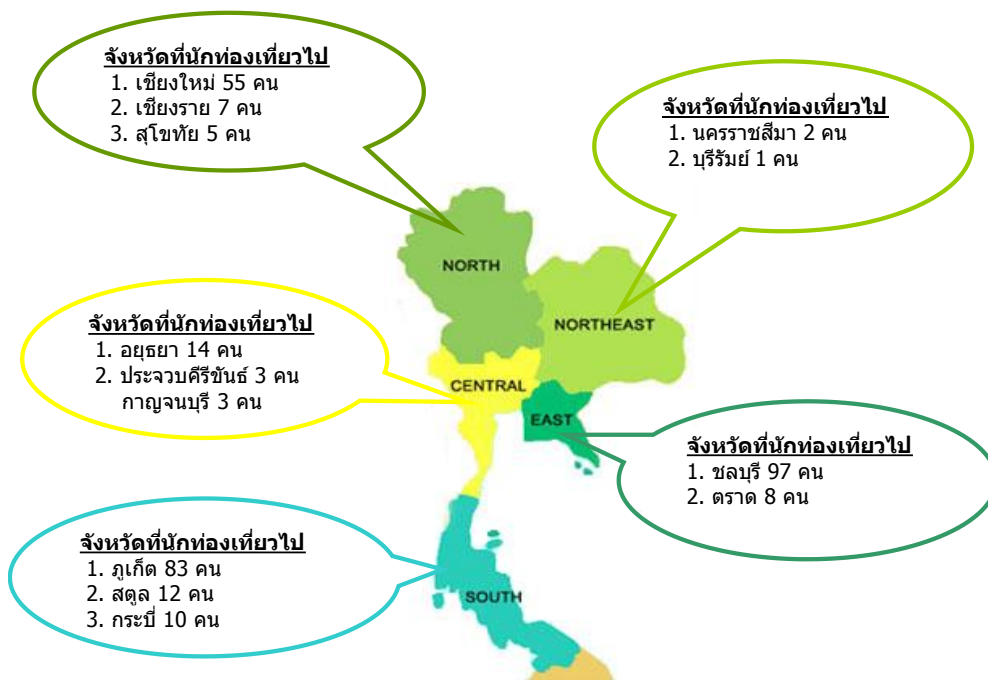 จังหวัดที่นักท่องเที่ยวไป
1. เชียงใหม่ 55 คน
2. เชียงราย 7 คน
3. สุโขทัย 5 คน
จังหวัดที่นักท่องเที่ยวไป
1. นครราชสีมา 2 คน
2. บุรีรัมย์ 1 คน
NORTH
NORTHEAST
จังหวัดที่นักท่องเที่ยวไป
1. อยุธยา 14 คน
2. ประจวบคีรีขันธ์ 3 คน
กาญจนบุรี 3 คน
CENTRAL
EAST
จังหวัดที่นักท่องเที่ยวไป
1. ชลบุรี 97 คน
2. ตราด 8 คน
จังหวัดที่นักท่องเที่ยวไป
1. ภูเก็ต 83 คน
2. สตูล 12 คน
3. กระบี่ 10 คน
SOUTH